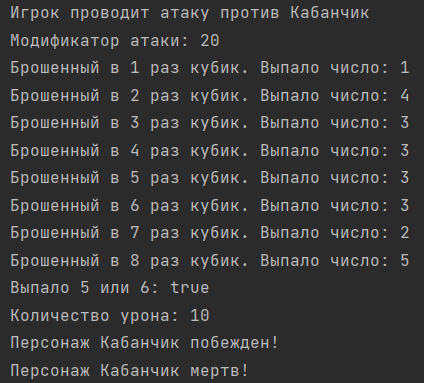 Игрок проводит атаку против Кабанчик
Модификатор атаки: 20
Брошенный в 1 раз кубик. Выпало число: 1
Брошенный в 2 раз кубик. Выпало число: 4
Брошенный в 3 раз кубик. Выпало число: 3
Брошенный в 4 раз кубик. Выпало число: 3
Брошенный в 5 раз кубик. Выпало число: 3
Брошенный в 6 раз кубик. Выпало число: 3
Брошенный в 7 раз кубик. Выпало число: 2
Брошенный в 8 раз кубик. Выпало число: 5
Выпало 5 или 6: true
Количество урона: 10
Персонаж Кабанчик побежден!
Персонаж Кабанчик мертв!